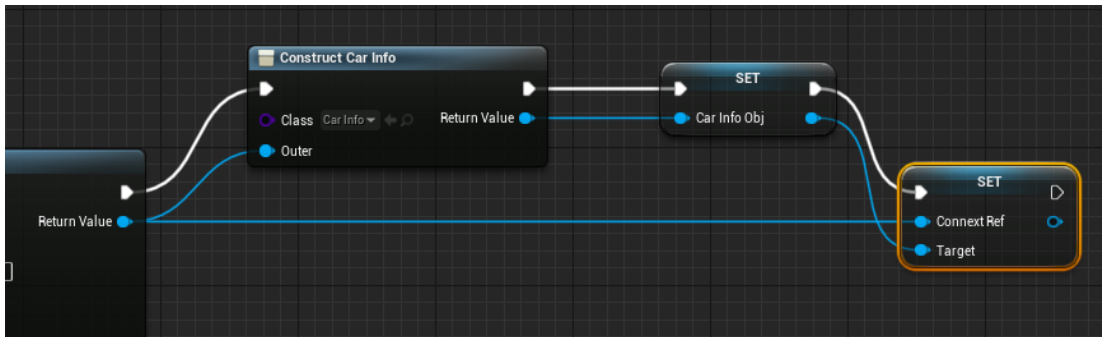 Construct Car Info
Class Car Info
Return Value
Outer
SET
Car Info Obj
Return Value
SET
Connext Ref
Target